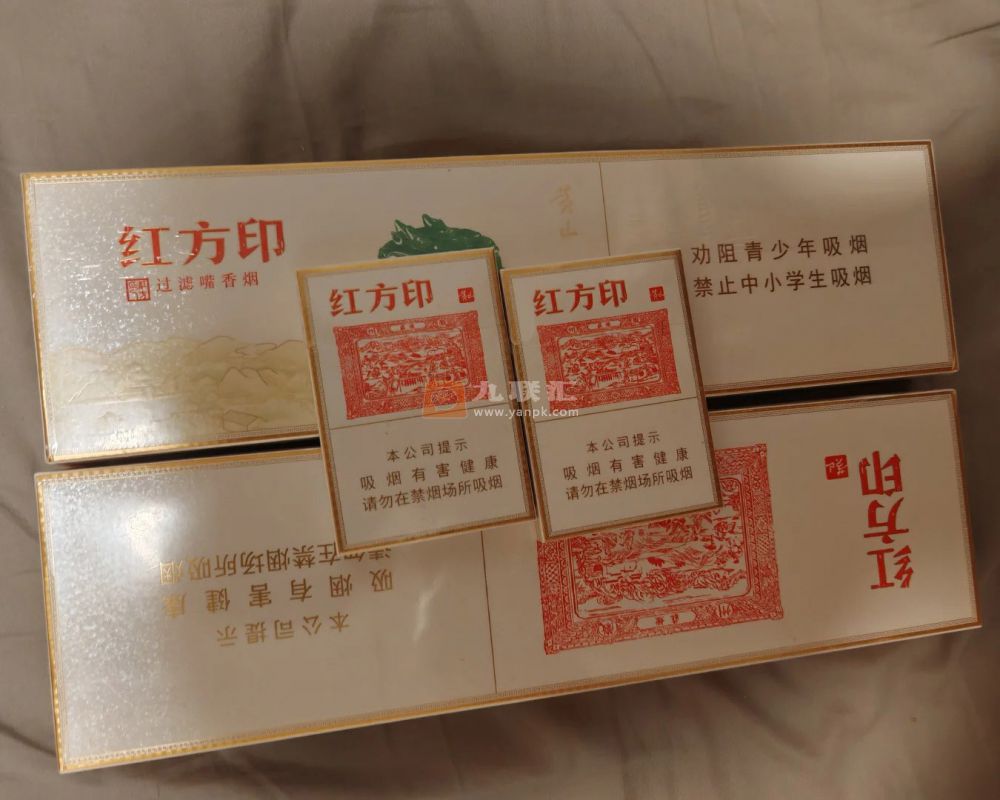 红方印
过滤嘴香烟
黄山
劝阻青少年吸烟
禁止中小学生吸烟
红方印
本公司提示
吸烟有害健康
请勿在禁烟场所吸烟
红方印
本公司提示
吸烟有害健康
请勿在禁烟场所吸烟
九联汇
www.yanpk.com
本公司提示
吸烟有害健康
请勿在禁烟场所吸烟
红方印